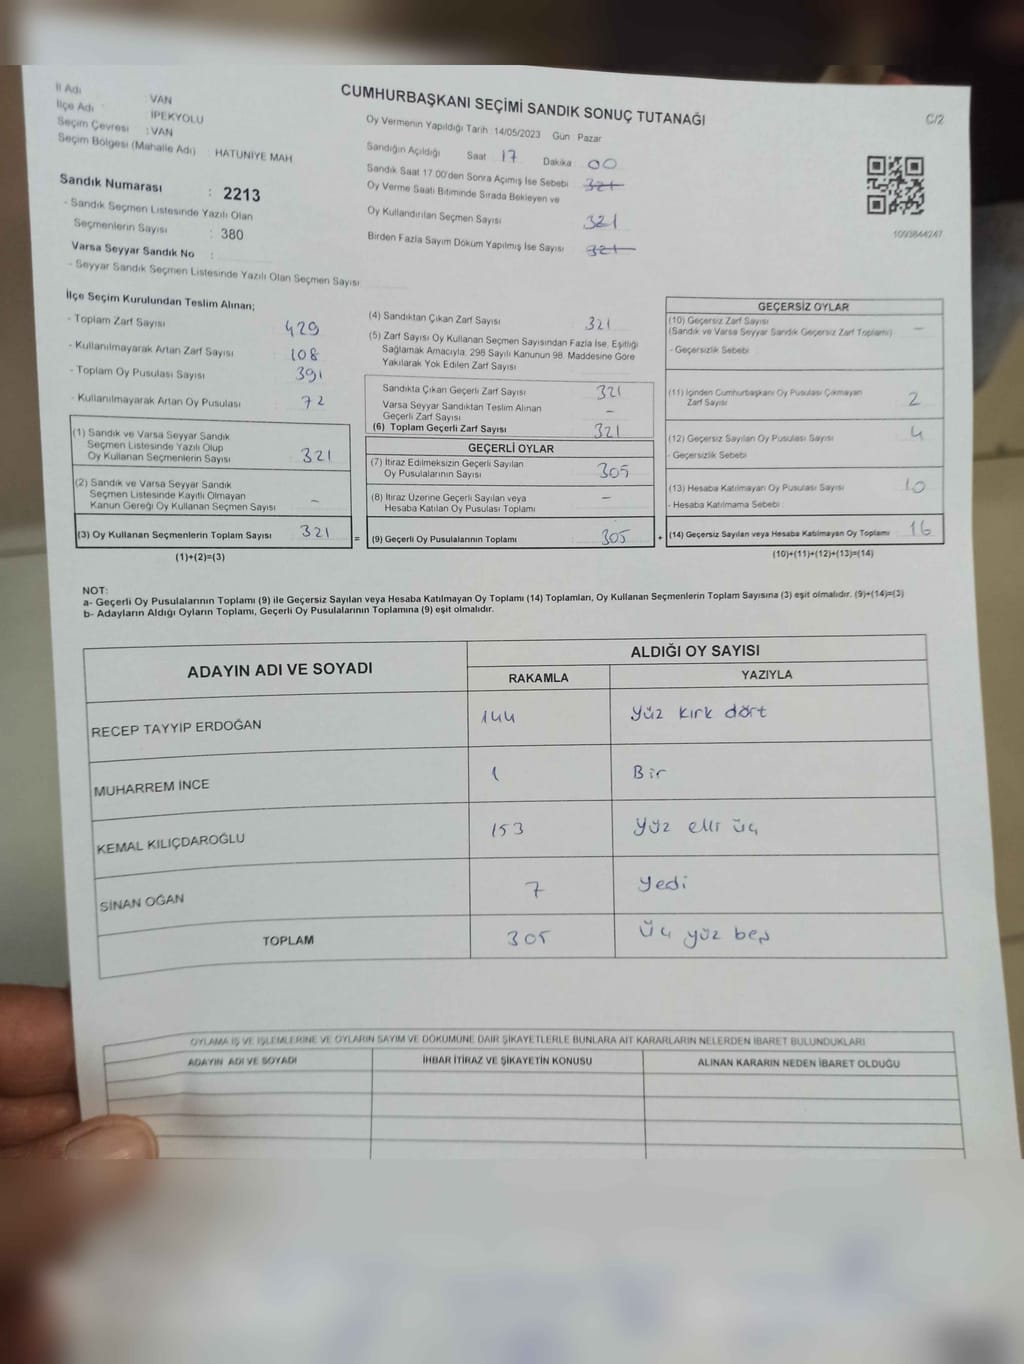 CUMHURBAŞKANI SEÇİMİ SANDIK SONUÇ TUTANAĞI
C/2
İl Adı : VAN
İlçe Adı : İPEKYOLU
Seçim Çevresi : VAN
Seçim Bölgesi (Mahalle Adı) : HATUNİYE MAH
Sandık Numarası : 2213
- Sandık Seçmen Listesinde Yazılı Olan
Seçmenlerin Sayısı : 380
Varsa Seyyar Sandık No :
- Seyyar Sandık Seçmen Listesinde Yazılı Olan Seçmen Sayısı
Oy Vermenin Yapıldığı Tarih : 14/05/2023 Gün Pazar
Sandığın Açıldığı Saat 17 Dakika 00
Sandık Saat 17:00'den Sonra Açımış İse Sebebi 321
Oy Verme Saati Bitiminde Sırada Bekleyen ve
Oy Kullandırılan Seçmen Sayısı 321
Birden Fazla Sayım Döküm Yapılmış İse Sayısı 321
1093844247
İlçe Seçim Kurulundan Teslim Alınan;
- Toplam Zarf Sayısı 429
- Kullanılmayarak Artan Zarf Sayısı 108
- Toplam Oy Pusulası Sayısı 391
- Kullanılmayarak Artan Oy Pusulası 72
(1) Sandık ve Varsa Seyyar Sandık
Seçmen Listesinde Yazılı Olup
Oy Kullanan Seçmenlerin Sayısı 321
(2) Sandık ve Varsa Seyyar Sandık
Seçmen Listesinde Kayıtlı Olmayan
Kanun Gereği Oy Kullanan Seçmen Sayısı –
(3) Oy Kullanan Seçmenlerin Toplam Sayısı 321 =
(1)+(2)=(3)
(4) Sandıktan Çıkan Zarf Sayısı 321
(5) Zarf Sayısı Oy Kullanan Seçmen Sayısından Fazla İse, Eşitliği
Sağlamak Amacıyla, 298 Sayılı Kanunun 98. Maddesine Göre
Yakılarak Yok Edilen Zarf Sayısı
Sandıkta Çıkan Geçerli Zarf Sayısı 321
Varsa Seyyar Sandıktan Teslim Alınan
Geçerli Zarf Sayısı –
(6) Toplam Geçerli Zarf Sayısı 321
GEÇERLİ OYLAR
(7) İtiraz Edilmeksizin Geçerli Sayılan
Oy Pusulalarının Sayısı 305
(8) İtiraz Üzerine Geçerli Sayılan veya
Hesaba Katılan Oy Pusulası Toplamı –
(9) Geçerli Oy Pusulalarının Toplamı : 305 +
GEÇERSİZ OYLAR
(10) Geçersiz Zarf Sayısı
(Sandık ve Varsa Seyyar Sandık Geçersiz Zarf Toplamı) –
- Geçersizlik Sebebi
(11) İçinden Cumhurbaşkanı Oy Pusulası Çıkmayan
Zarf Sayısı 2
(12) Geçersiz Sayılan Oy Pusulası Sayısı 4
- Geçersizlik Sebebi
(13) Hesaba Katılmayan Oy Pusulası Sayısı 10
- Hesaba Katılmama Sebebi
(14) Geçersiz Sayılan veya Hesaba Katılmayan Oy Toplamı 16
(10)+(11)+(12)+(13)=(14)
NOT:
a- Geçerli Oy Pusulalarının Toplamı (9) ile Geçersiz Sayılan veya Hesaba Katılmayan Oy Toplamı (14) Toplamları, Oy Kullanan Seçmenlerin Toplam Sayısına (3) eşit olmalıdır. (9)+(14)=(3)
b- Adayların Aldığı Oyların Toplamı, Geçerli Oy Pusulalarının Toplamına (9) eşit olmalıdır.
ADAYIN ADI VE SOYADI ALDIĞI OY SAYISI
RAKAMLA YAZIYLA
RECEP TAYYİP ERDOĞAN 144 Yüz kırk dört
MUHARREM İNCE 1 Bir
KEMAL KILIÇDAROĞLU 153 Yüz elli üç
SİNAN OĞAN 7 Yedi
TOPLAM 305 Üç yüz beş
OYLAMA İŞ VE İŞLEMLERİNE VE OYLARIN SAYIM VE DÖKÜMÜNE DAİR ŞİKAYETLERLE BUNLARA AİT KARARLARIN NELERDEN İBARET BULUNDUKLARI
ADAYIN ADI VE SOYADI İHBAR İTİRAZ VE ŞİKAYETİN KONUSU ALINAN KARARIN NEDEN İBARET OLDUĞU